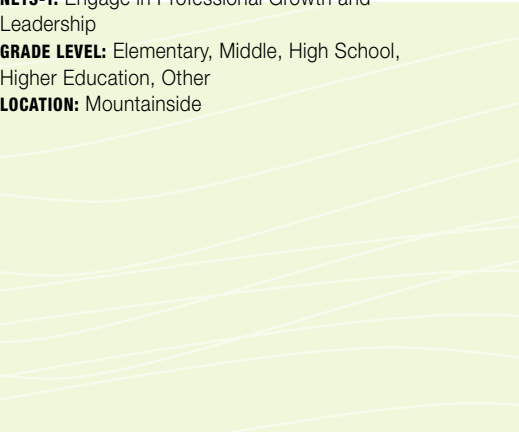 NETS-T: Engage in Professional Growth and
Leadership
GRADE LEVEL: Elementary, Middle, High School,
Higher Education, Other
LOCATION: Mountainside